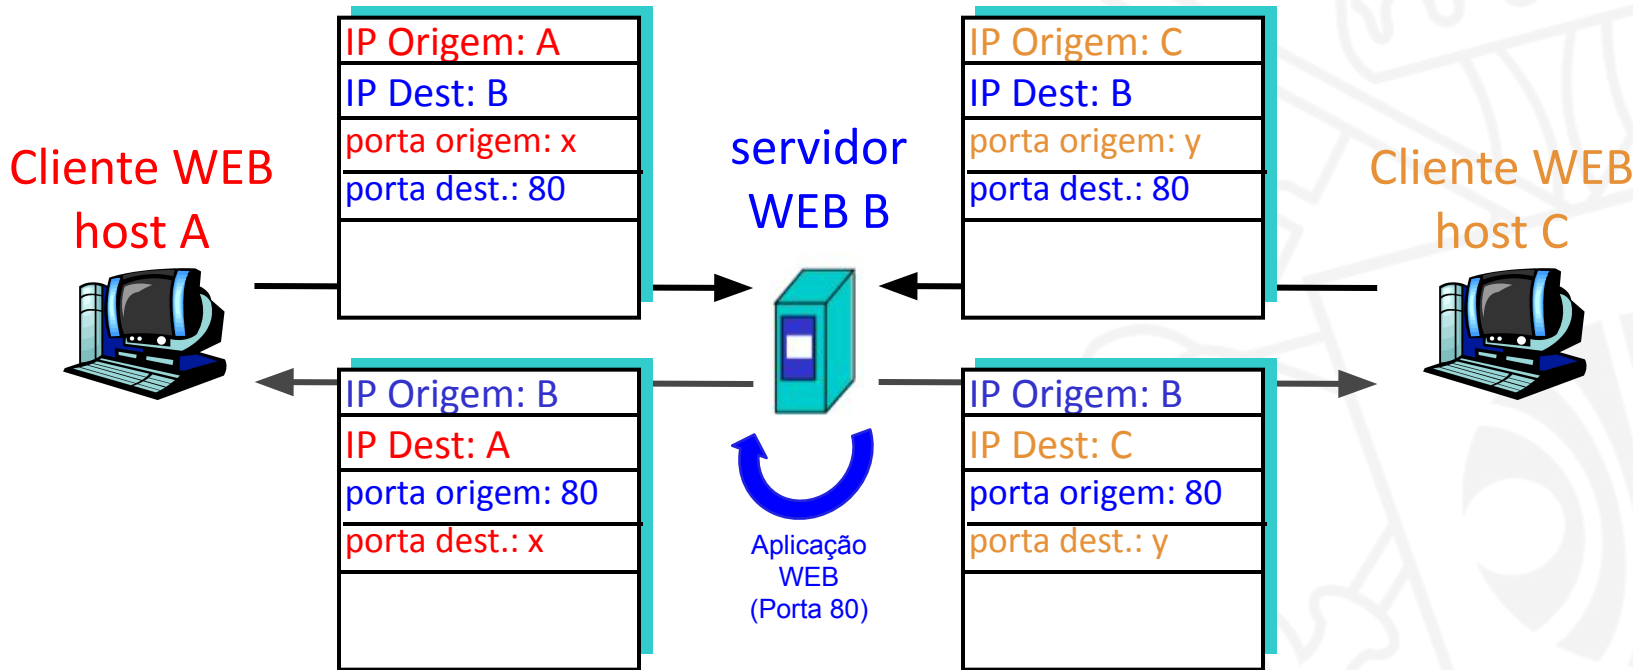 Cliente WEB
host A
IP Origem: A
IP Dest: B
porta origem: x
porta dest.: 80
servidor
WEB B
IP Origem: C
IP Dest: B
porta origem: y
porta dest.: 80
Cliente WEB
host C
IP Origem: B
IP Dest: A
porta origem: 80
porta dest.: x
Aplicação
WEB
(Porta 80)
IP Origem: B
IP Dest: C
porta origem: 80
porta dest.: y